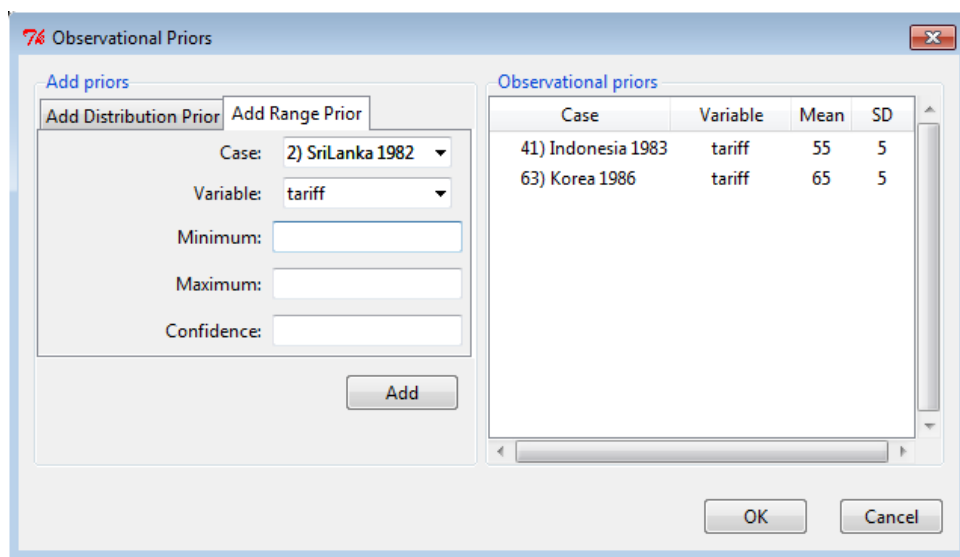 Observational Priors
Add priors
Add Distribution Prior Add Range Prior
Case: 2) SriLanka 1982
Variable: tariff
Minimum:
Maximum:
Confidence:
Add
Observational priors
Case Variable Mean SD
41) Indonesia 1983 tariff 55 5
63) Korea 1986 tariff 65 5
OK Cancel